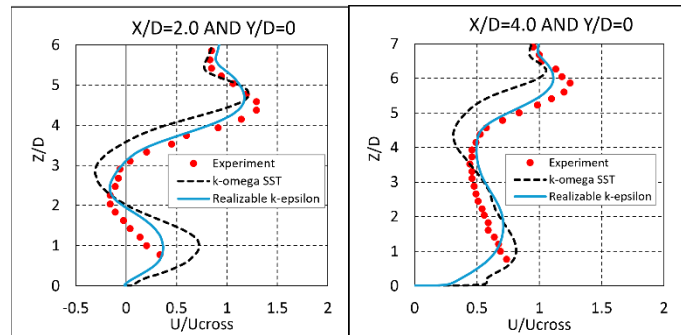 X/D=2.0 AND Y/D=0
6
5
4
3
2
1
0
Z/D
Experiment
k-omega SST
Realizable k-epsilon
-0.5
0
0.5
1
1.5
2
U/Ucross
X/D=4.0 AND Y/D=0
7
6
5
4
3
2
1
0
Z/D
Experiment
k-omega SST
Realizable k-epsilon
0
0.5
1
1.5
2
U/Ucross